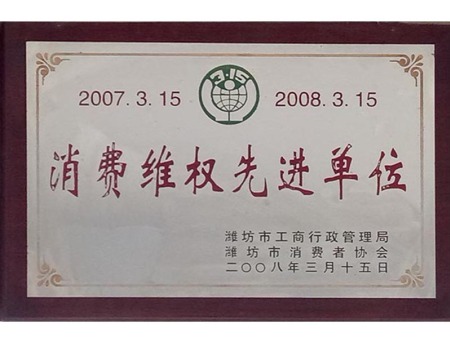 3.15
2007.3.15 2008.3.15
消费维权先进单位
潍坊市工商行政管理局
潍坊市消费者协会
二〇〇八年三月十五日